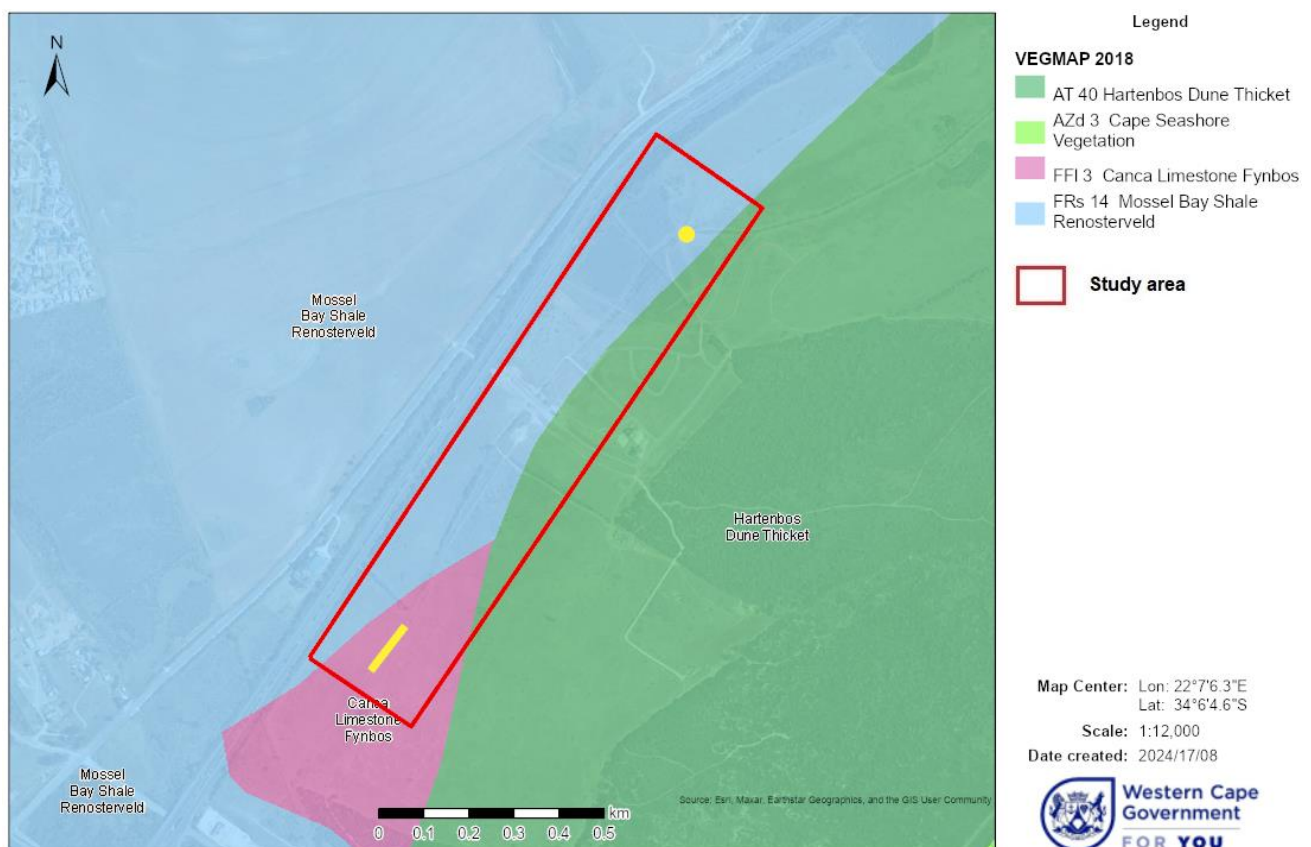 N
Mossel
Bay Shale
Renosterveld
Hartenbos
Dune Thicket
Canca
Limestone
Fynbos
Mossel
Bay Shale
Renosterveld
km
0 0.1 0.2 0.3 0.4 0.5
Source: Esri, Maxar, Earthstar Geographics, and the GIS User Community
Legend
VEGMAP 2018
AT 40 Hartenbos Dune Thicket
AZd 3 Cape Seashore
Vegetation
FFl 3 Canca Limestone Fynbos
FRs 14 Mossel Bay Shale
Renosterveld
Study area
Map Center: Lon: 22°7'6.3"E
Lat: 34°6'4.6"S
Scale: 1:12,000
Date created: 2024/17/08
Western Cape
Government
FOR YOU